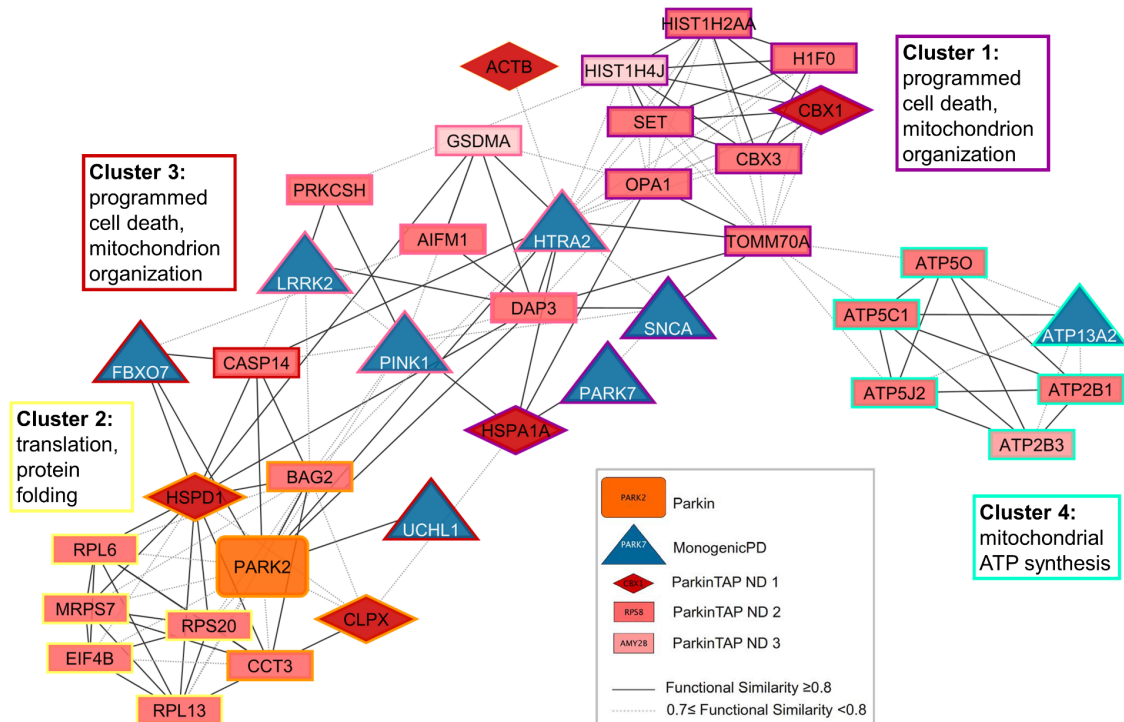 HIST1H2AA
HIST1H4J
H1F0
ACTB
CBX1
SET
CBX3
GSDMA
OPA1
PRKCSH
AIFM1
HTRA2
TOMM70A
LRRK2
DAP3
SNCA
ATP5O
ATP5C1
ATP13A2
FBXO7
CASP14
PINK1
PARK7
ATP5J2
ATP2B1
ATP2B3
HSPA1A
BAG2
HSPD1
UCHL1
RPL6
PARK2
MRPS7
RPS20
CLPX
EIF4B
CCT3
RPL13
Cluster 1:
programmed
cell death,
mitochondrion
organization
Cluster 3:
programmed
cell death,
mitochondrion
organization
Cluster 2:
translation,
protein
folding
Cluster 4:
mitochondrial
ATP synthesis
PARK2 Parkin
PARK7 MonogenicPD
CBX1 ParkinTAP ND 1
RPS8 ParkinTAP ND 2
AMY2B ParkinTAP ND 3
Functional Similarity ≥0.8
0.7≤ Functional Similarity <0.8